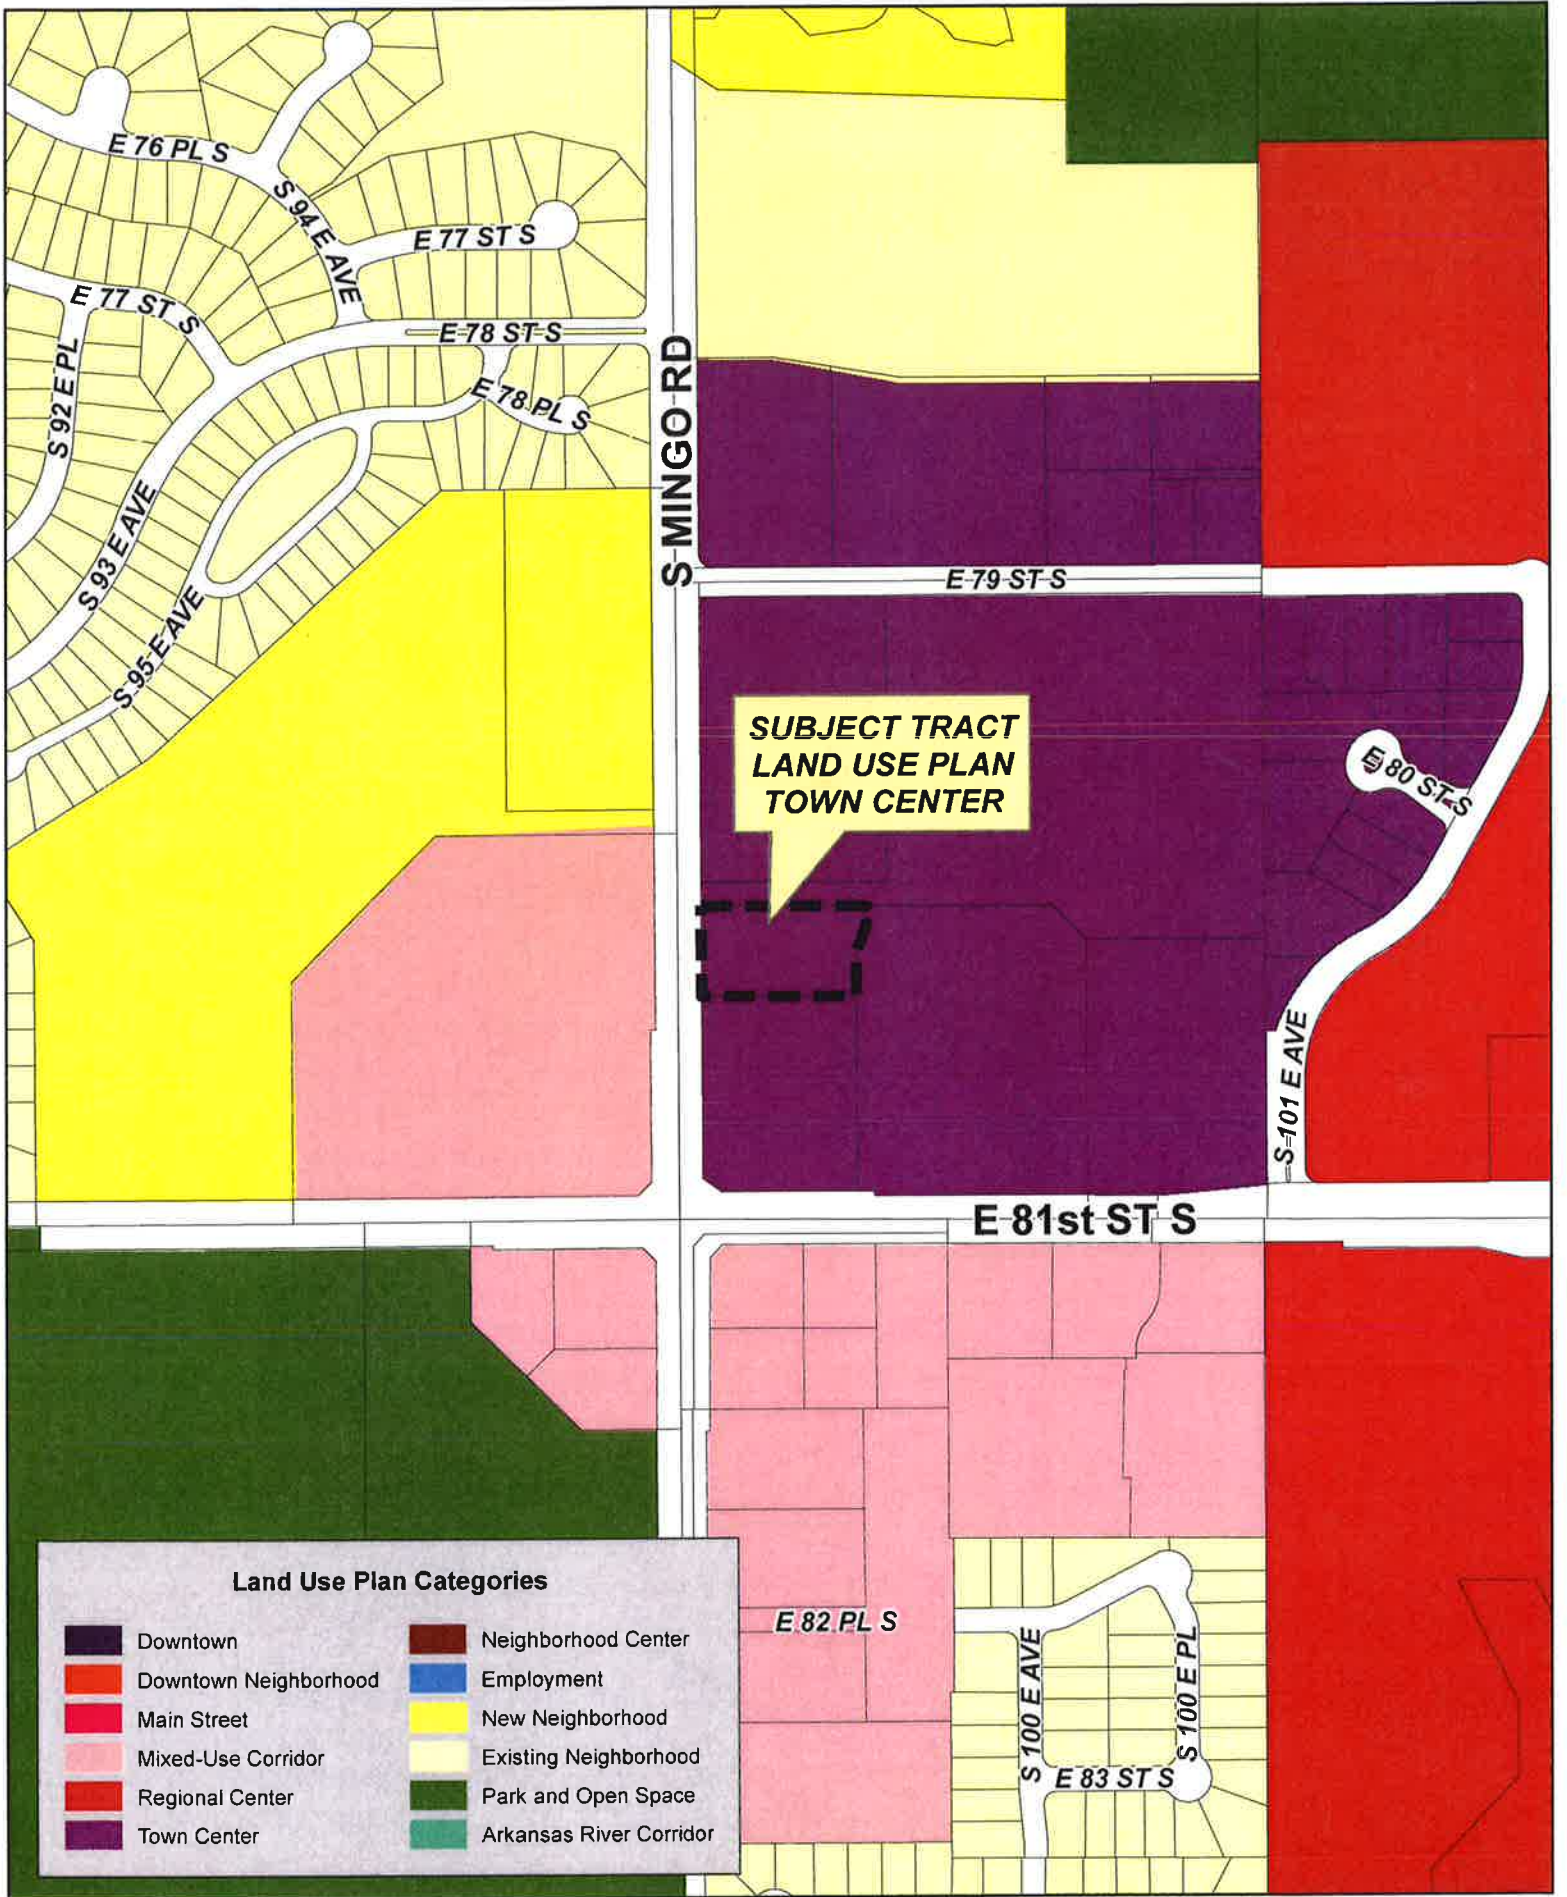 E 76 PL S
S 94 E AVE
E 77 ST S
E 77 ST S
E 78 ST S
S 92 E PL
E 78 PL S
S MINGO RD
S 93 E AVE
S 95 E AVE
E 79 ST S
SUBJECT TRACT
LAND USE PLAN
TOWN CENTER
E 80 ST S
S 101 E AVE
E 81st ST S
E 82 PL S
S 100 E AVE
S 100 E PL
E 83 ST S
Land Use Plan Categories
Downtown
Downtown Neighborhood
Main Street
Mixed-Use Corridor
Regional Center
Town Center
Neighborhood Center
Employment
New Neighborhood
Existing Neighborhood
Park and Open Space
Arkansas River Corridor